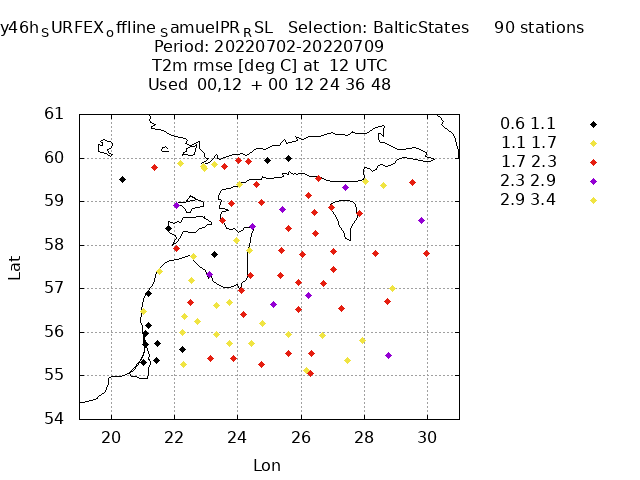 y46hSURFEXoffline SamuelPRRSL Selection: BalticStates 90 stations
Period: 20220702-20220709
T2m rmse [deg C] at 12 UTC
Used 00,12 + 00 12 24 36 48
0.6 1.1
1.1 1.7
1.7 2.3
2.3 2.9
2.9 3.4
61
60
59
58
57
56
55
54
Lat
20 22 24 26 28 30
Lon